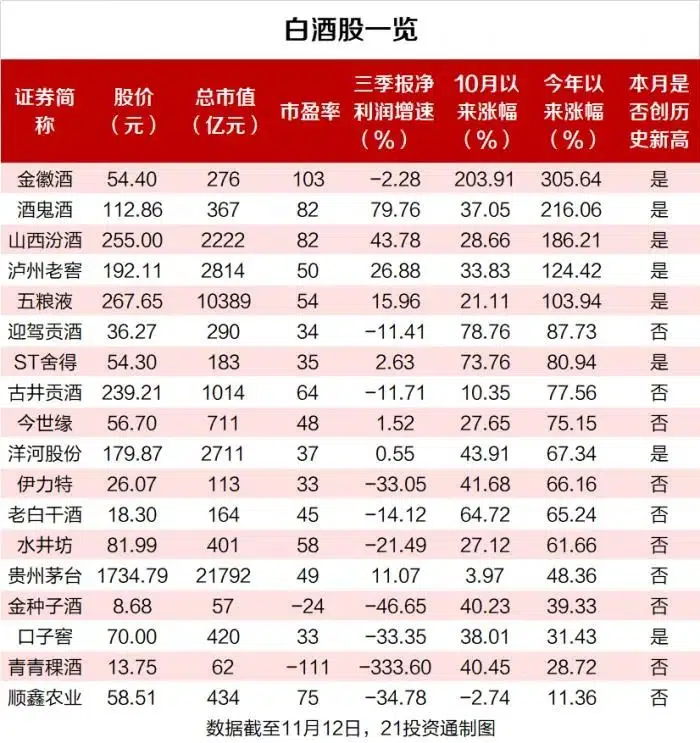 白酒股一览
证券简称 股价（元） 总市值（亿元） 市盈率 三季报净利润增速（%） 10月以来涨幅（%） 今年以来涨幅（%） 本月是否创历史新高
金徽酒 54.40 276 103 -2.28 203.91 305.64 是
酒鬼酒 112.86 367 82 79.76 37.05 216.06 是
山西汾酒 255.00 2222 82 43.78 28.66 186.21 是
泸州老窖 192.11 2814 50 26.88 33.83 124.42 是
五粮液 267.65 10389 54 15.96 21.11 103.94 是
迎驾贡酒 36.27 290 34 -11.41 78.76 87.73 否
ST舍得 54.30 183 35 2.63 73.76 80.94 是
古井贡酒 239.21 1014 64 -11.71 10.35 77.56 否
今世缘 56.70 711 48 1.52 27.65 75.15 否
洋河股份 179.87 2711 37 0.55 43.91 67.34 是
伊力特 26.07 113 33 -33.05 41.68 66.16 否
老白干酒 18.30 164 45 -14.12 64.72 65.24 否
水井坊 81.99 401 58 -21.49 27.12 61.66 否
贵州茅台 1734.79 21792 49 11.07 3.97 48.36 否
金种子酒 8.68 57 -24 -46.65 40.23 39.33 否
口子窖 70.00 420 33 -33.35 38.01 31.43 是
青青稞酒 13.75 62 -111 -333.60 40.45 28.72 否
顺鑫农业 58.51 434 75 -34.78 -2.74 11.36 否
数据截至11月12日，21投资通制图